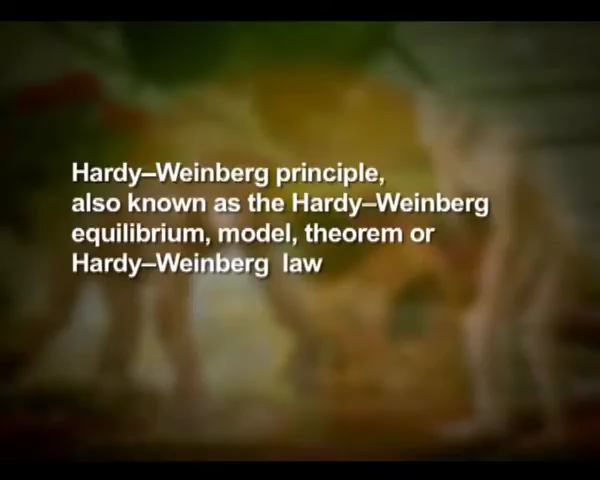 Hardy–Weinberg principle,
also known as the Hardy–Weinberg
equilibrium, model, theorem or
Hardy–Weinberg  law